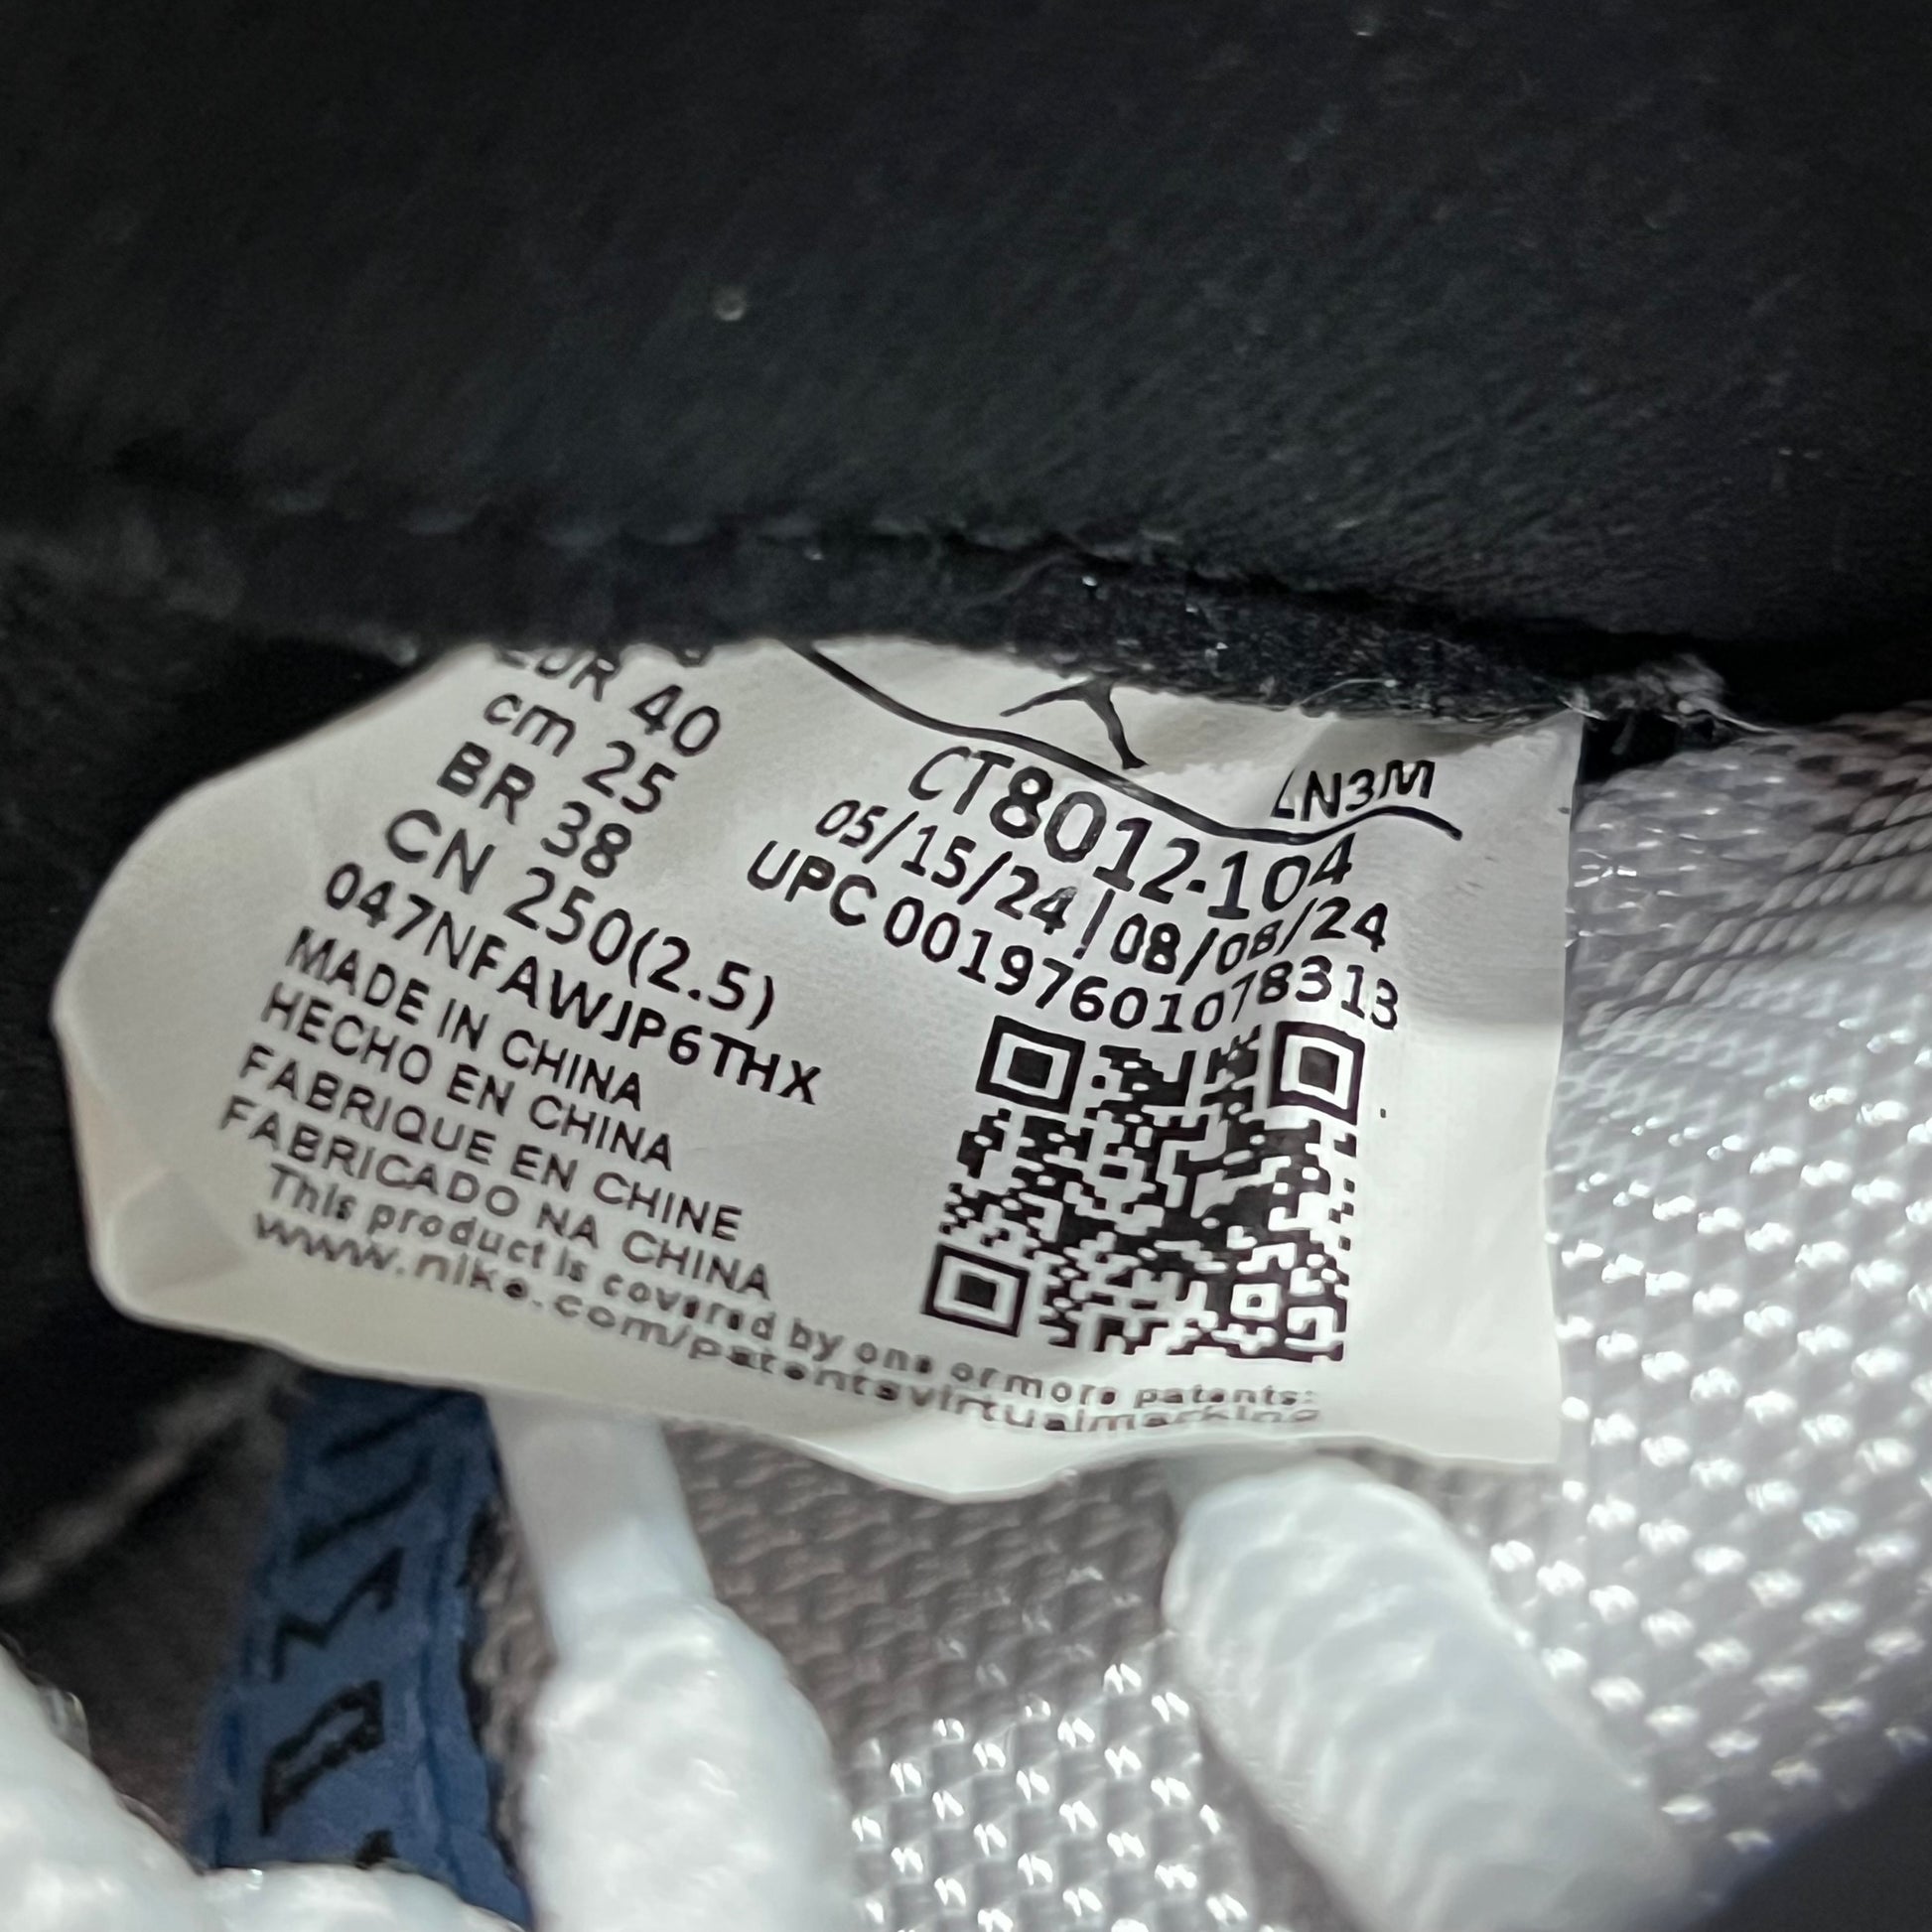 EUR 40
cm 25
BR 38
CN 250(2.5)
047NFAWJP6THX
MADE IN CHINA
HECHO EN CHINA
FABRIQUE EN CHINE
FABRICADO NA CHINA
This product is covered by one or more patents:
www.nike.com/patentsvirtualmarking
LN3M
CT8012-104
05/15/24 | 08/08/24
UPC 00197601078313